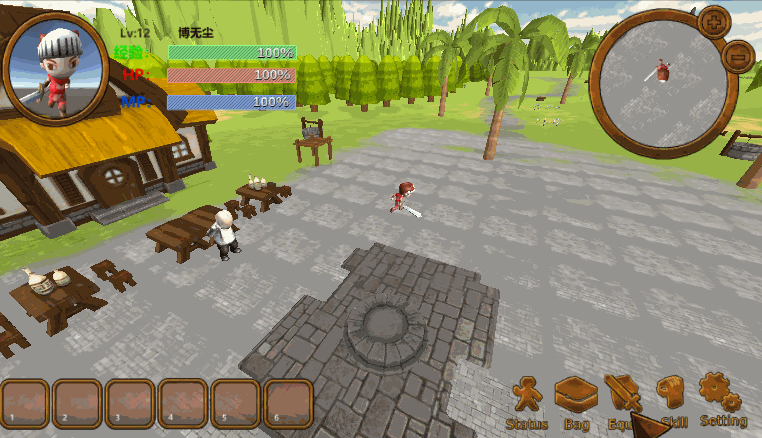 Lv:12 博无尘
经验: 100%
HP: 100%
MP: 100%
1 2 3 4 5 6
Status Bag Equ Skill Setting